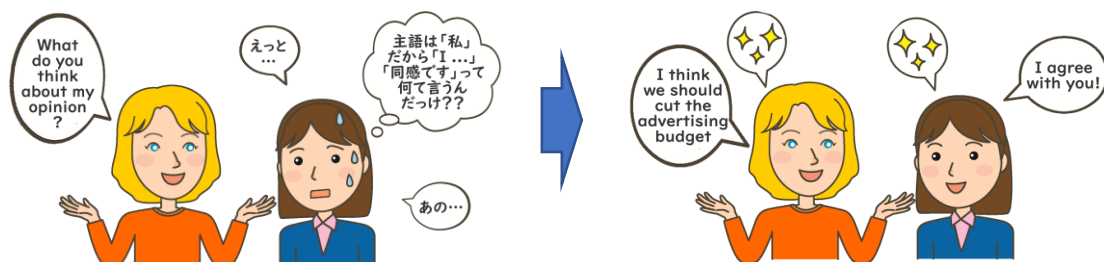 What
do you
think
about my
opinion
?
えっと
…
主語は「私」
だから「I ...」
「同感です」って
何て言うん
だっけ??
あの…
I think
we should
cut the
advertising
budget
I agree
with you!